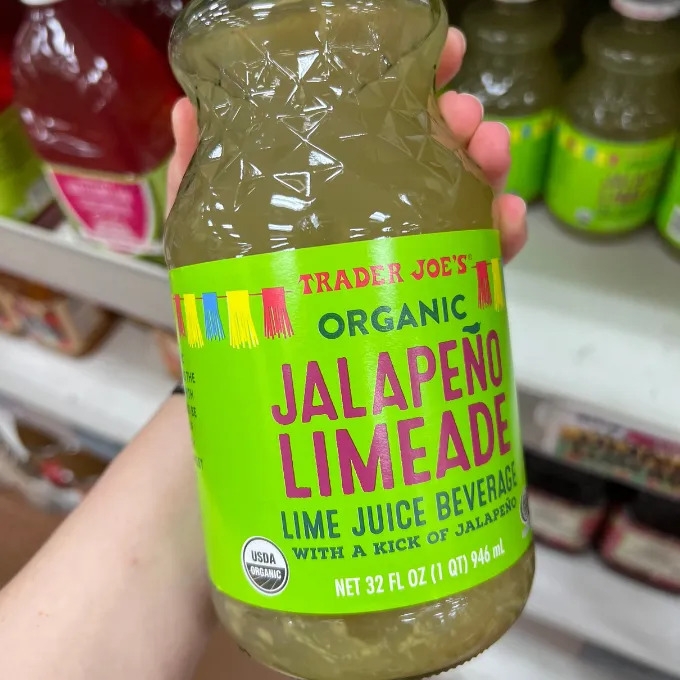 TRADER JOE'S
ORGANIC
JALAPEÑO
LIMEADE
LIME JUICE BEVERAGE
WITH A KICK OF JALAPEÑO
USDA
ORGANIC
NET 32 FL OZ (1 QT) 946 mL